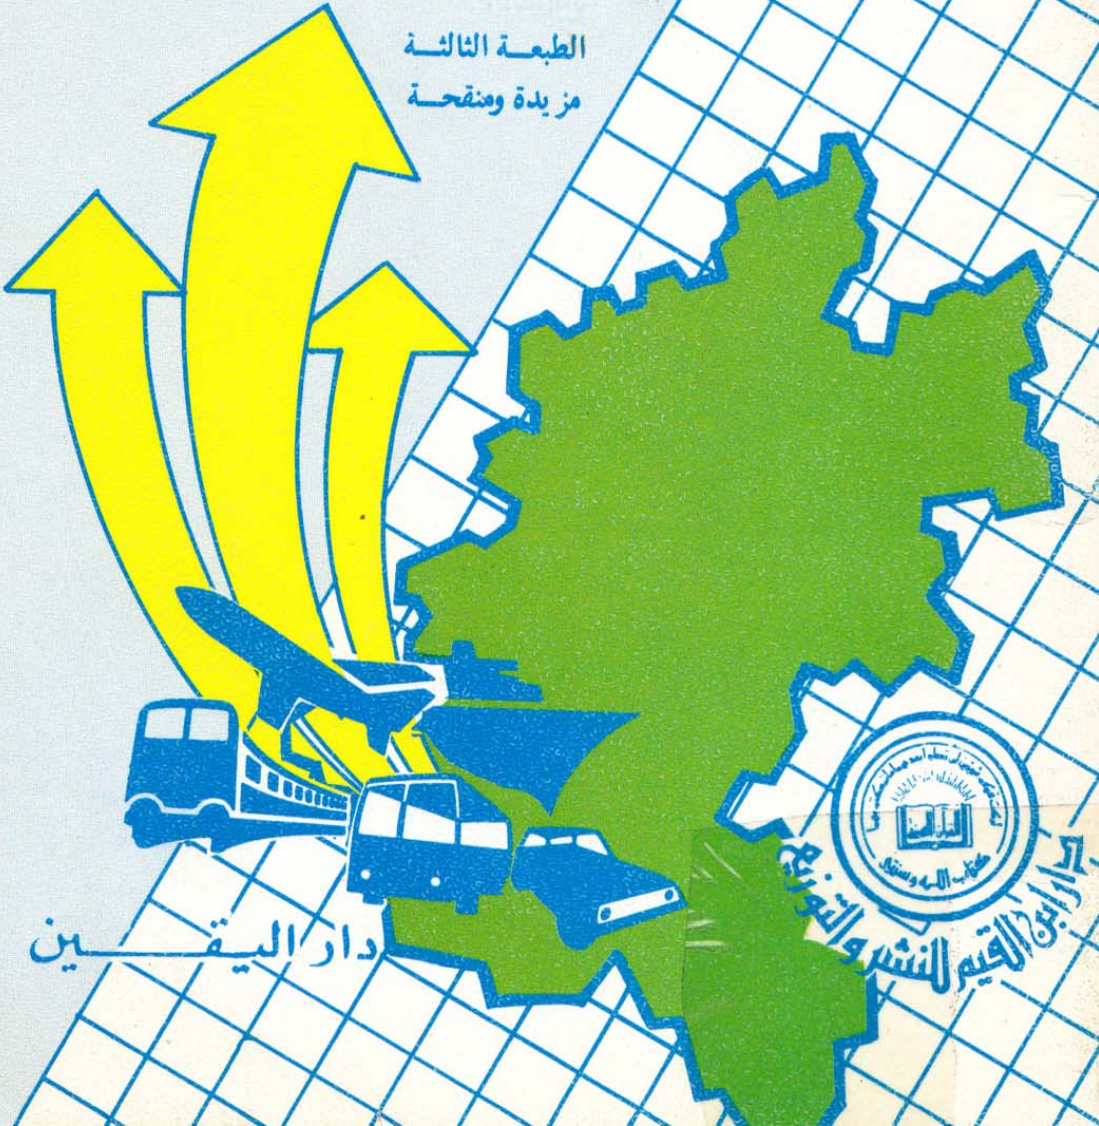 الطبعة الثالثة
مزيدة ومنقحة
دار اليقين
كتاب الله وسنتي
دار ابن القيم للنشر والتوزيع